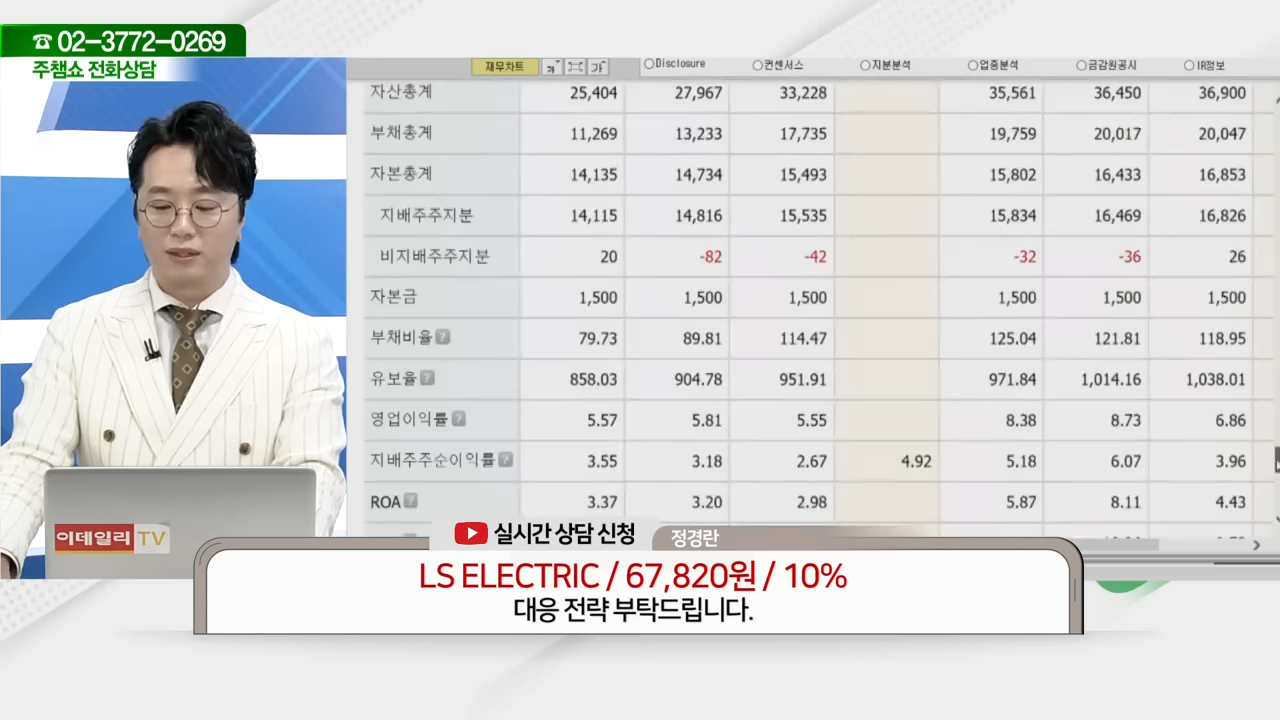 ☎ 02-3772-0269
주챔쇼 전화상담
재무차트 가 가 Disclosure 컨센서스 지분분석 업종분석 금감원공시 IR정보
자산총계 25,404 27,967 33,228 35,561 36,450 36,900
부채총계 11,269 13,233 17,735 19,759 20,017 20,047
자본총계 14,135 14,734 15,493 15,802 16,433 16,853
지배주주지분 14,115 14,816 15,535 15,834 16,469 16,826
비지배주주지분 20 -82 -42 -32 -36 26
자본금 1,500 1,500 1,500 1,500 1,500 1,500
부채비율 ? 79.73 89.81 114.47 125.04 121.81 118.95
유보율 ? 858.03 904.78 951.91 971.84 1,014.16 1,038.01
영업이익률 ? 5.57 5.81 5.55 8.38 8.73 6.86
지배주주순이익률 ? 3.55 3.18 2.67 4.92 5.18 6.07 3.96
ROA ? 3.37 3.20 2.98 5.87 8.11 4.43
이데일리 TV
실시간 상담 신청 정경란
LS ELECTRIC / 67,820원 / 10%
대응 전략 부탁드립니다.